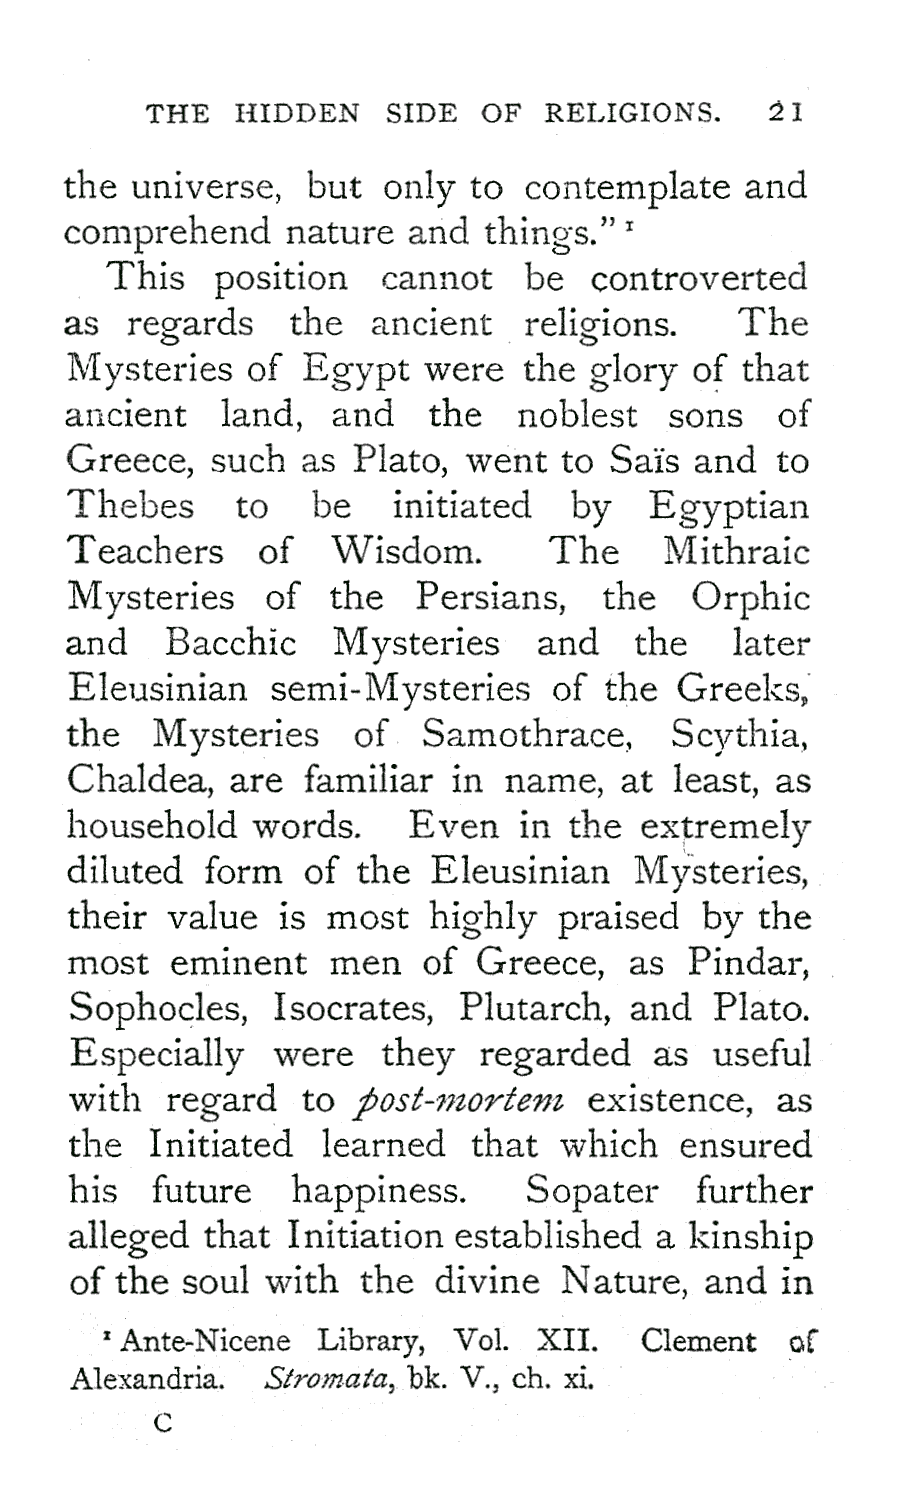 THE HIDDEN SIDE OF RELIGIONS. 21
the universe, but only to contemplate and
comprehend nature and things." ¹
This position cannot be controverted
as regards the ancient religions. The
Mysteries of Egypt were the glory of that
ancient land, and the noblest sons of
Greece, such as Plato, went to Saïs and to
Thebes to be initiated by Egyptian
Teachers of Wisdom. The Mithraic
Mysteries of the Persians, the Orphic
and Bacchic Mysteries and the later
Eleusinian semi-Mysteries of the Greeks,
the Mysteries of Samothrace, Scythia,
Chaldea, are familiar in name, at least, as
household words. Even in the extremely
diluted form of the Eleusinian Mysteries,
their value is most highly praised by the
most eminent men of Greece, as Pindar,
Sophocles, Isocrates, Plutarch, and Plato.
Especially were they regarded as useful
with regard to post-mortem existence, as
the Initiated learned that which ensured
his future happiness. Sopater further
alleged that Initiation established a kinship
of the soul with the divine Nature, and in
¹ Ante-Nicene Library, Vol. XII. Clement of
Alexandria. Stromata, bk. V., ch. xi.
C